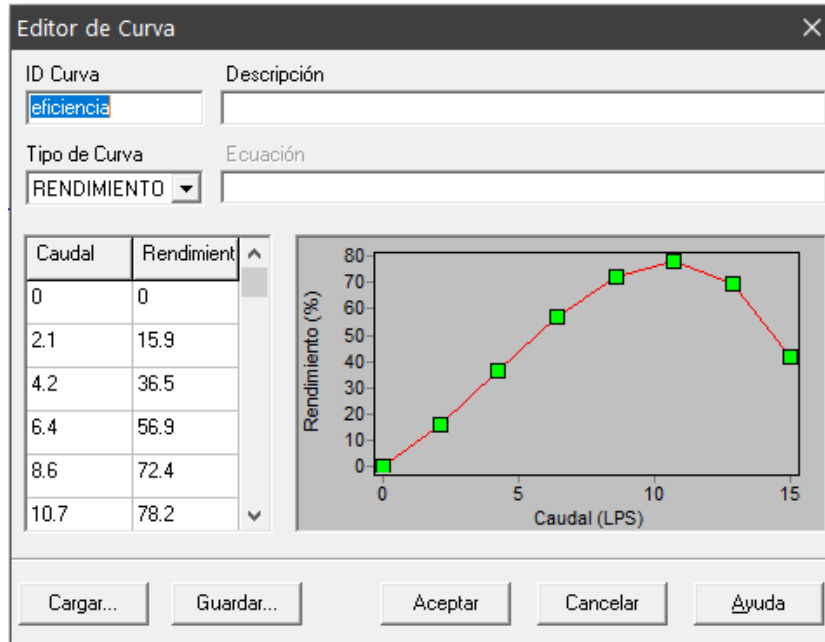 Editor de Curva
ID Curva Descripción
eficiencia
Tipo de Curva Ecuación
RENDIMIENTO
Caudal Rendimient
0 0
2.1 15.9
4.2 36.5
6.4 56.9
8.6 72.4
10.7 78.2
Rendimiento (%)
80
70
60
50
40
30
20
10
0
0 5 10 15
Caudal (LPS)
Cargar... Guardar... Aceptar Cancelar Ayuda